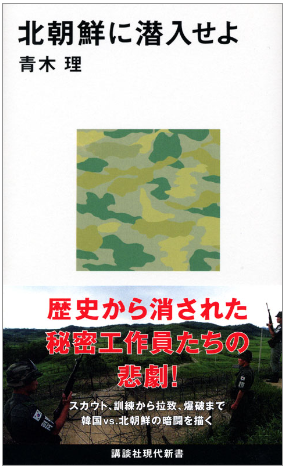 北朝鮮に潜入せよ
青木 理
歴史から消された
秘密工作員たちの
悲劇!
スカウト、訓練から拉致、爆破まで
韓国vs.北朝鮮の暗闘を描く
講談社現代新書